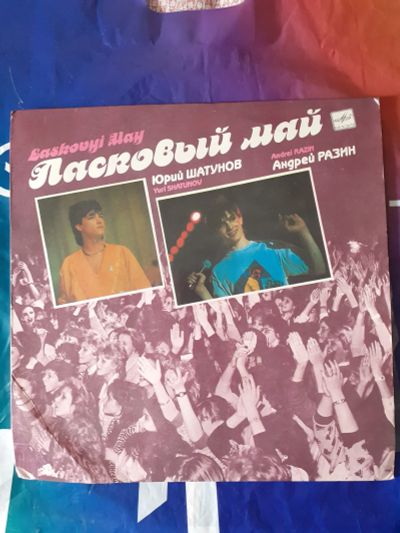 Laskovyi May
Ласковый май
Юрий ШАТУНОВ
Yuri SHATUNOV
Andrei RAZIN
Андрей РАЗИН